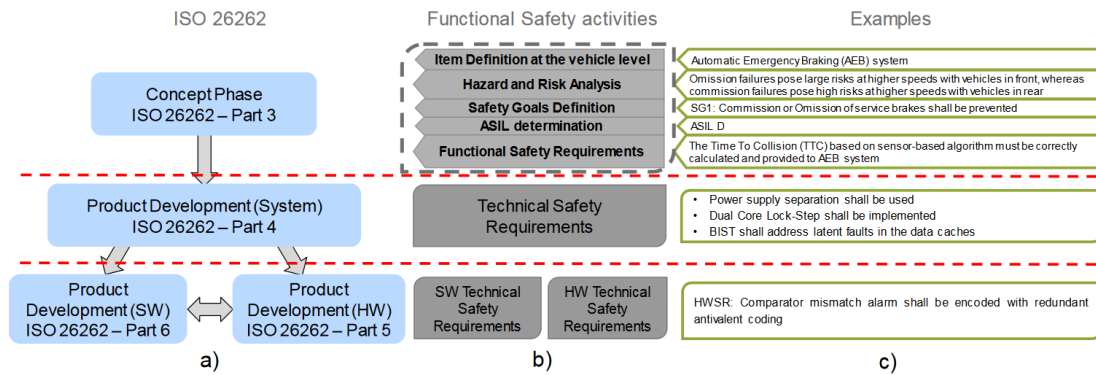 ISO 26262
Functional Safety activities
Examples
Concept Phase
ISO 26262 – Part 3
Item Definition at the vehicle level
Hazard and Risk Analysis
Safety Goals Definition
ASIL determination
Functional Safety Requirements
Automatic Emergency Braking (AEB) system
Omission failures pose large risks at higher speeds with vehicles in front, whereas
commission failures pose high risks at higher speeds with vehicles in rear
SG1: Commission or Omission of service brakes shall be prevented
ASIL D
The Time To Collision (TTC) based on sensor-based algorithm must be correctly
calculated and provided to AEB system
Product Development (System)
ISO 26262 – Part 4
Technical Safety
Requirements
• Power supply separation shall be used
• Dual Core Lock-Step shall be implemented
• BIST shall address latent faults in the data caches
Product
Development (SW)
ISO 26262 – Part 6
Product
Development (HW)
ISO 26262 – Part 5
SW Technical
Safety
Requirements
HW Technical
Safety
Requirements
HWSR: Comparator mismatch alarm shall be encoded with redundant
antivalent coding
a)
b)
c)